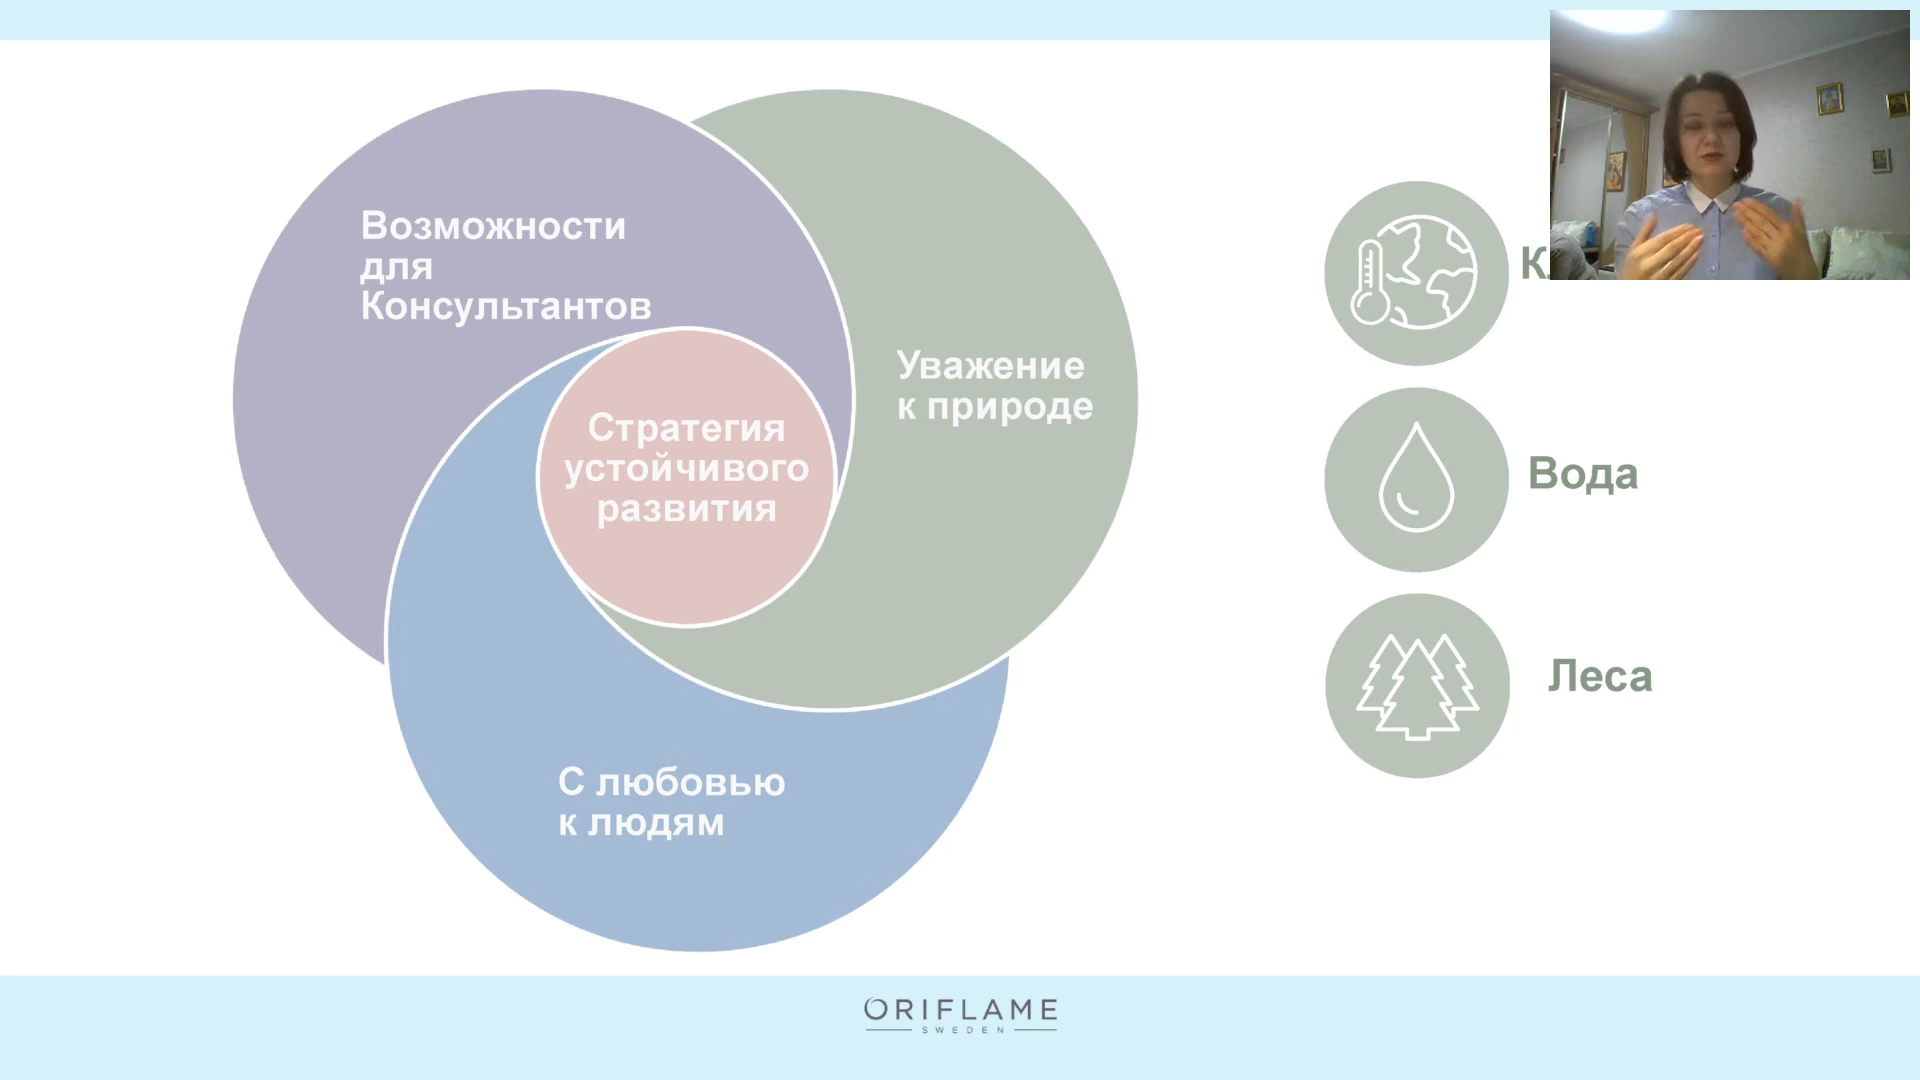 Возможности
для
Консультантов
Уважение
к природе
Стратегия
устойчивого
развития
С любовью
к людям
Вода
Леса
ORIFLAME
SWEDEN